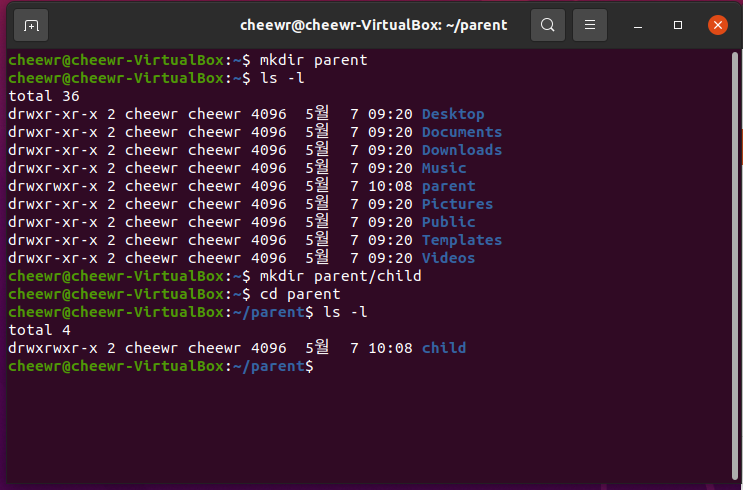 cheewr@cheewr-VirtualBox: ~/parent
cheewr@cheewr-VirtualBox:~$ mkdir parent
cheewr@cheewr-VirtualBox:~$ ls -l
total 36
drwxr-xr-x 2 cheewr cheewr 4096  5월  7 09:20 Desktop
drwxr-xr-x 2 cheewr cheewr 4096  5월  7 09:20 Documents
drwxr-xr-x 2 cheewr cheewr 4096  5월  7 09:20 Downloads
drwxr-xr-x 2 cheewr cheewr 4096  5월  7 09:20 Music
drwxrwxr-x 2 cheewr cheewr 4096  5월  7 10:08 parent
drwxr-xr-x 2 cheewr cheewr 4096  5월  7 09:20 Pictures
drwxr-xr-x 2 cheewr cheewr 4096  5월  7 09:20 Public
drwxr-xr-x 2 cheewr cheewr 4096  5월  7 09:20 Templates
drwxr-xr-x 2 cheewr cheewr 4096  5월  7 09:20 Videos
cheewr@cheewr-VirtualBox:~$ mkdir parent/child
cheewr@cheewr-VirtualBox:~$ cd parent
cheewr@cheewr-VirtualBox:~/parent$ ls -l
total 4
drwxrwxr-x 2 cheewr cheewr 4096  5월  7 10:08 child
cheewr@cheewr-VirtualBox:~/parent$